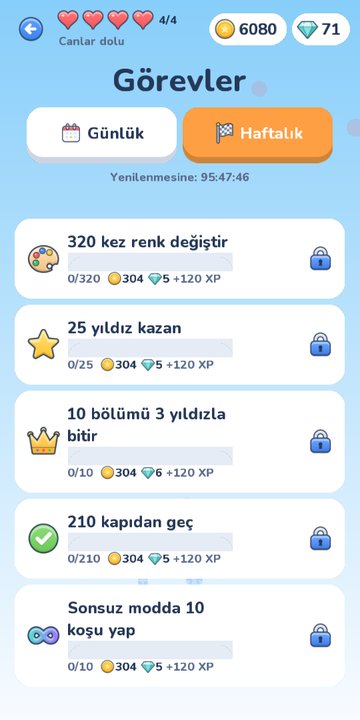 4/4
6080
71
Canlar dolu
Görevler
Günlük
Haftalık
Yenilenmesine: 95:47:46
320 kez renk değiştir
0/320 304 5 +120 XP
25 yıldız kazan
0/25 304 5 +120 XP
10 bölümü 3 yıldızla
bitir
0/10 304 6 +120 XP
210 kapıdan geç
0/210 304 5 +120 XP
Sonsuz modda 10
koşu yap
0/10 304 5 +120 XP